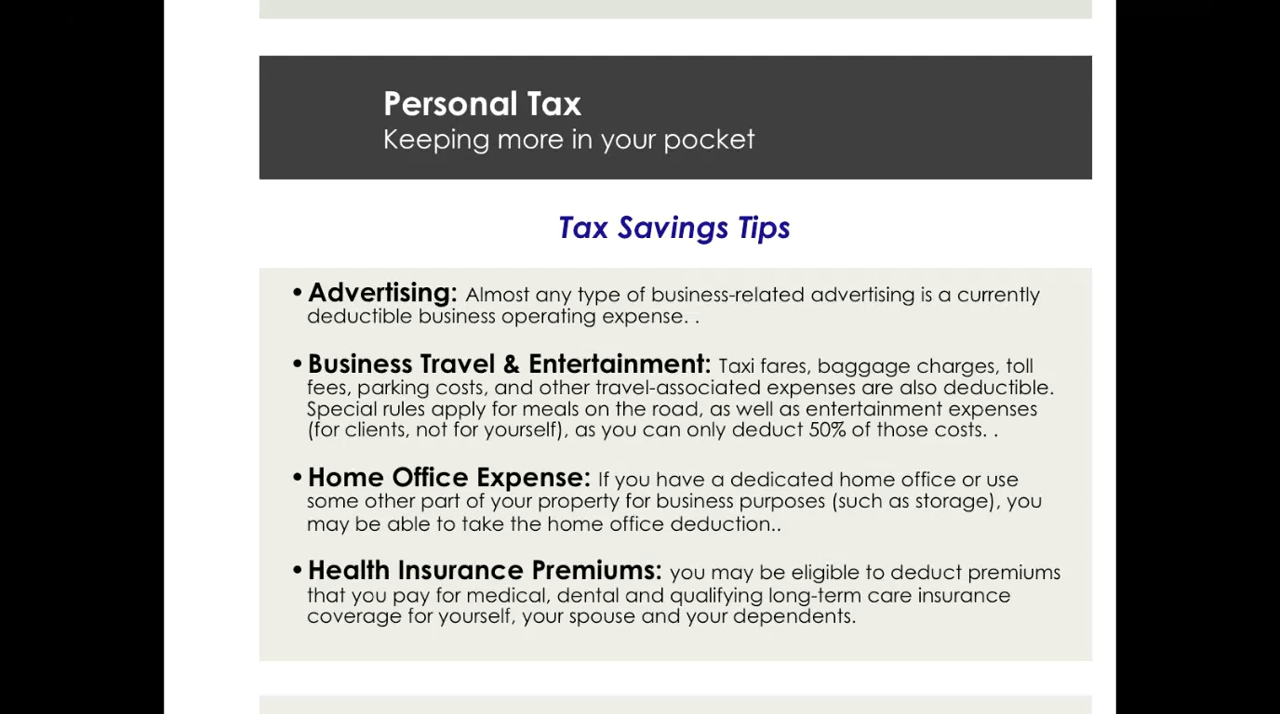 Personal Tax
Keeping more in your pocket
Tax Savings Tips
• Advertising: Almost any type of business-related advertising is a currently
deductible business operating expense. .
• Business Travel & Entertainment: Taxi fares, baggage charges, toll
fees, parking costs, and other travel-associated expenses are also deductible.
Special rules apply for meals on the road, as well as entertainment expenses
(for clients, not for yourself), as you can only deduct 50% of those costs. .
• Home Office Expense: If you have a dedicated home office or use
some other part of your property for business purposes (such as storage), you
may be able to take the home office deduction..
• Health Insurance Premiums: you may be eligible to deduct premiums
that you pay for medical, dental and qualifying long-term care insurance
coverage for yourself, your spouse and your dependents.